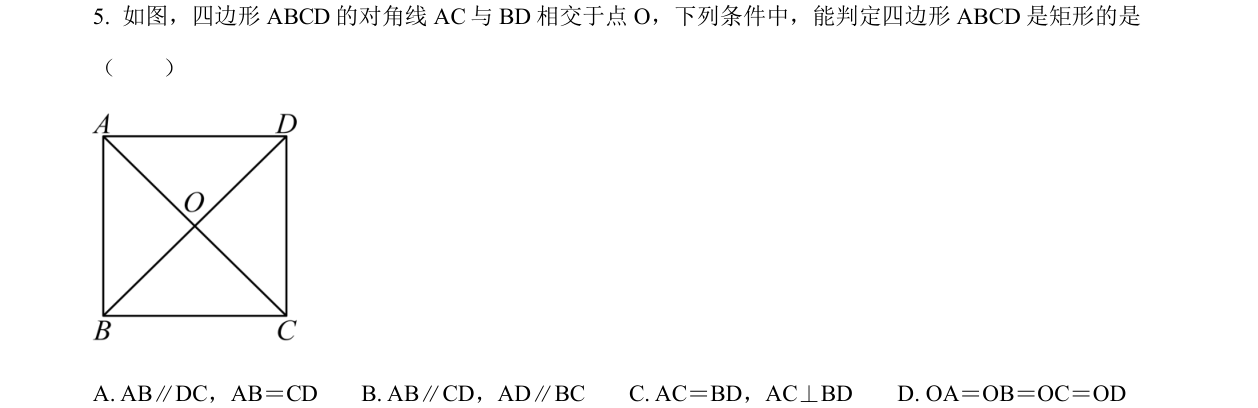 5. 如图，四边形 ABCD 的对角线 AC 与 BD 相交于点 O，下列条件中，能判定四边形 ABCD 是矩形的是
（　　）
A D
O
B C
A. AB∥DC，AB＝CD B. AB∥CD，AD∥BC C. AC＝BD，AC⊥BD D. OA＝OB＝OC＝OD